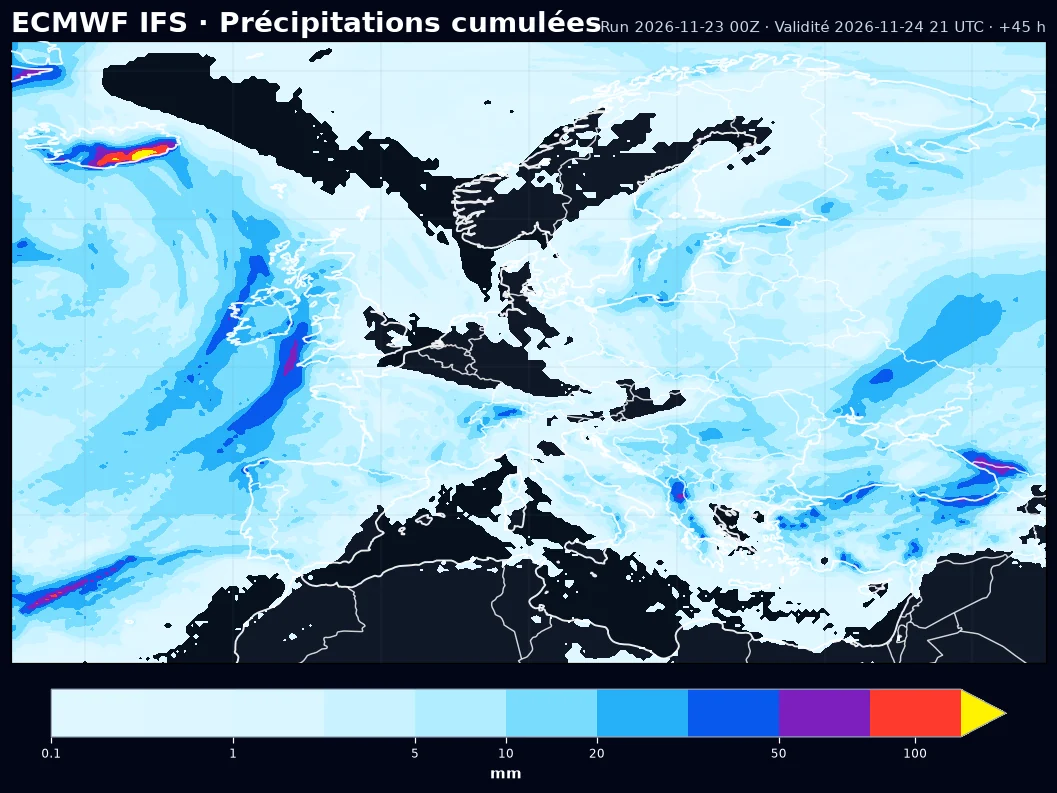 ECMWF IFS · Précipitations cumulées
Run 2026-11-23 00Z · Validité 2026-11-24 21 UTC · +45 h
0.1 1 5 10 20 50 100
mm